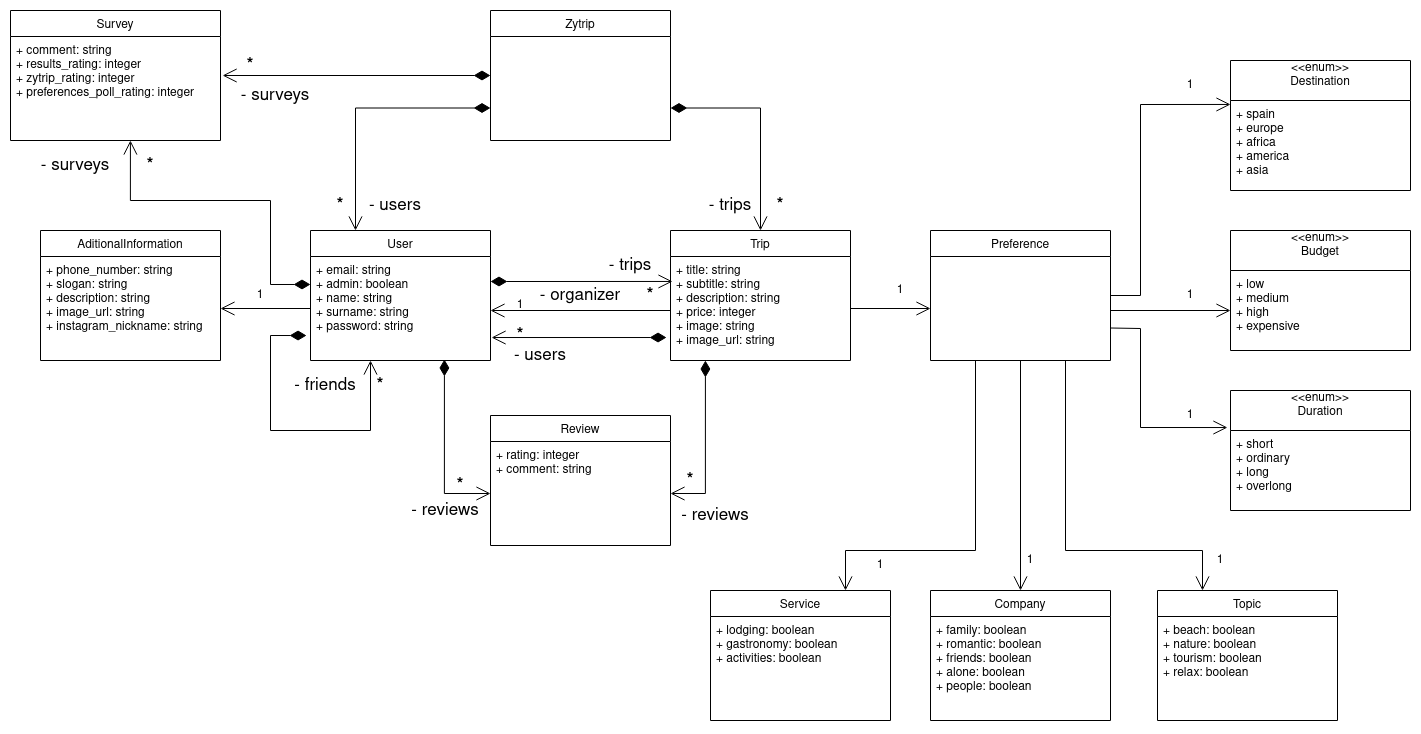 Survey
+ comment: string
+ results_rating: integer
+ zytrip_rating: integer
+ preferences_poll_rating: integer
Zytrip
*
- surveys
- surveys
*
*
- users
- trips
*
<<enum>>
Destination
+ spain
+ europe
+ africa
+ america
+ asia
1
AditionalInformation
+ phone_number: string
+ slogan: string
+ description: string
+ image_url: string
+ instagram_nickname: string
1
User
+ email: string
+ admin: boolean
+ name: string
+ surname: string
+ password: string
- trips
*
- organizer
1
*
- users
- friends
*
Trip
+ title: string
+ subtitle: string
+ description: string
+ price: integer
+ image: string
+ image_url: string
1
Preference
1
<<enum>>
Budget
+ low
+ medium
+ high
+ expensive
1
<<enum>>
Duration
+ short
+ ordinary
+ long
+ overlong
Review
+ rating: integer
+ comment: string
*
- reviews
*
- reviews
1
1
1
Service
+ lodging: boolean
+ gastronomy: boolean
+ activities: boolean
Company
+ family: boolean
+ romantic: boolean
+ friends: boolean
+ alone: boolean
+ people: boolean
Topic
+ beach: boolean
+ nature: boolean
+ tourism: boolean
+ relax: boolean